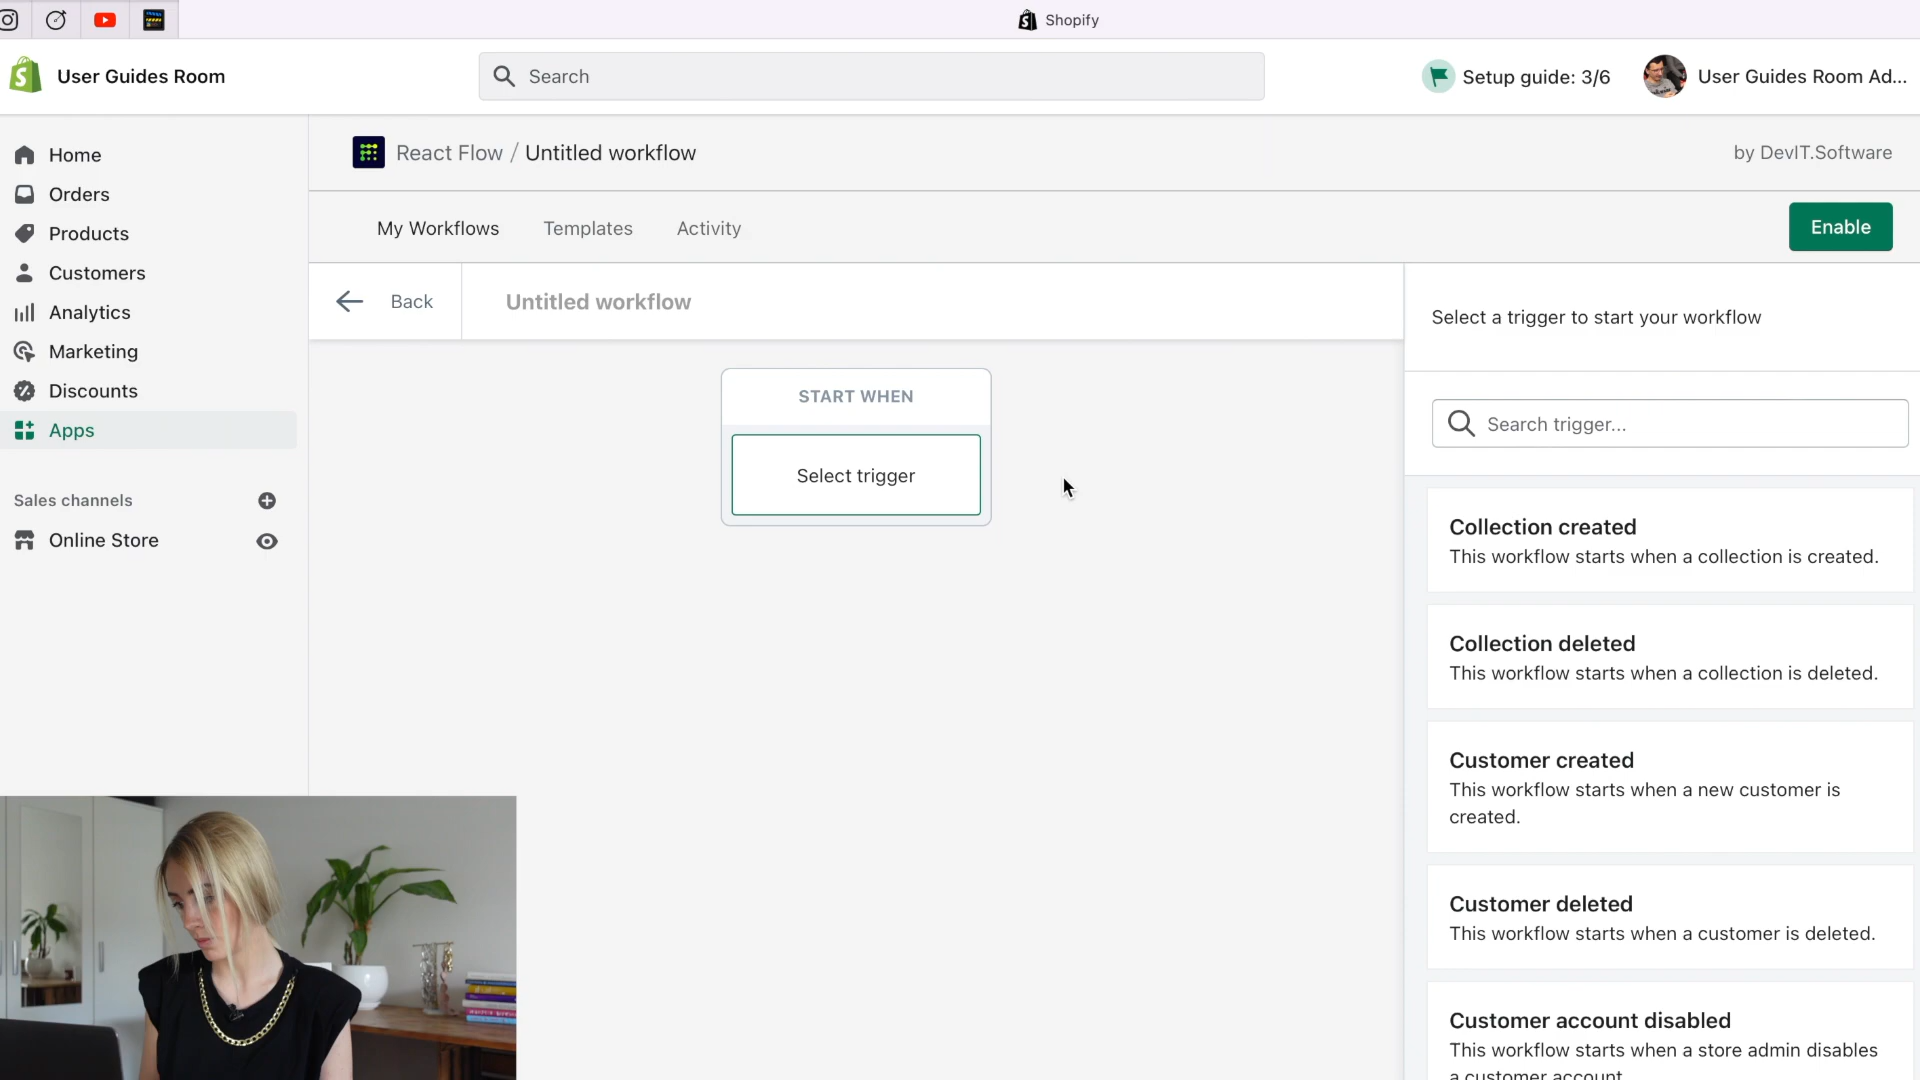 Shopify
User Guides Room
Search
Setup guide: 3/6
User Guides Room Ad...
Home
Orders
Products
Customers
Analytics
Marketing
Discounts
Apps
Sales channels
Online Store
React Flow / Untitled workflow
by DevIT.Software
My Workflows
Templates
Activity
Enable
Back
Untitled workflow
START WHEN
Select trigger
Select a trigger to start your workflow
Search trigger...
Collection created
This workflow starts when a collection is created.
Collection deleted
This workflow starts when a collection is deleted.
Customer created
This workflow starts when a new customer is
created.
Customer deleted
This workflow starts when a customer is deleted.
Customer account disabled
This workflow starts when a store admin disables
a customer account.